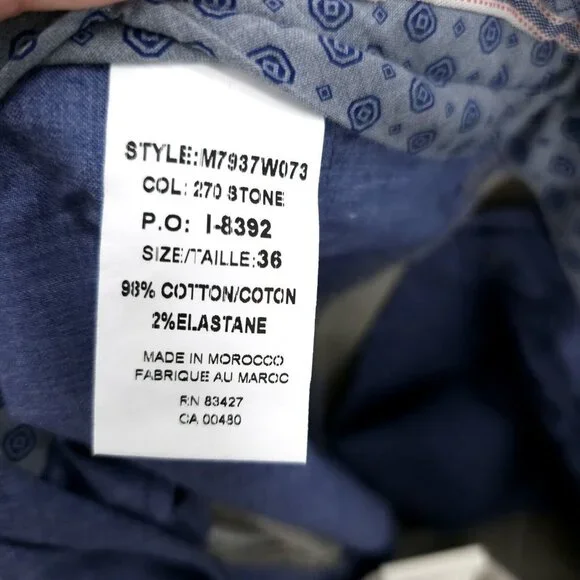 STYLE:M7937W073
COL: 270 STONE
P.O: I-8392
SIZE/TAILLE:36
98% COTTON/COTON
2%ELASTANE
MADE IN MOROCCO
FABRIQUE AU MAROC
RN 83427
CA 00480